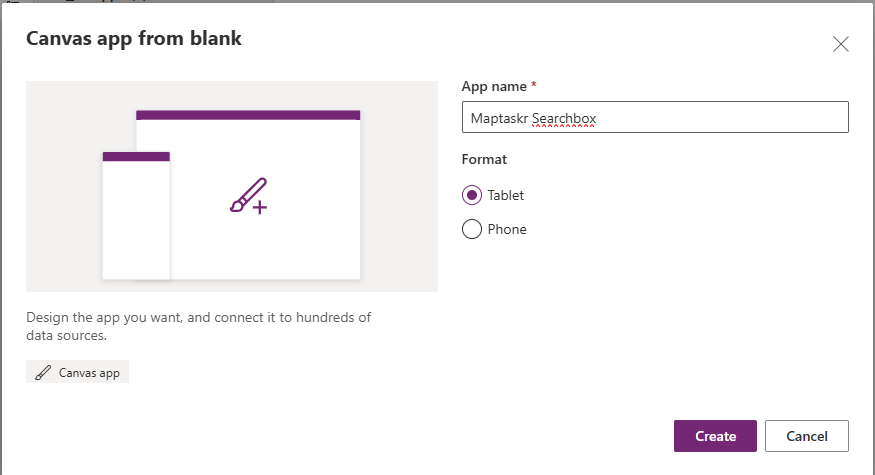 Canvas app from blank
App name *
Maptaskr Searchbox
Format
Tablet
Phone
Design the app you want, and connect it to hundreds of
data sources.
Canvas app
Create
Cancel